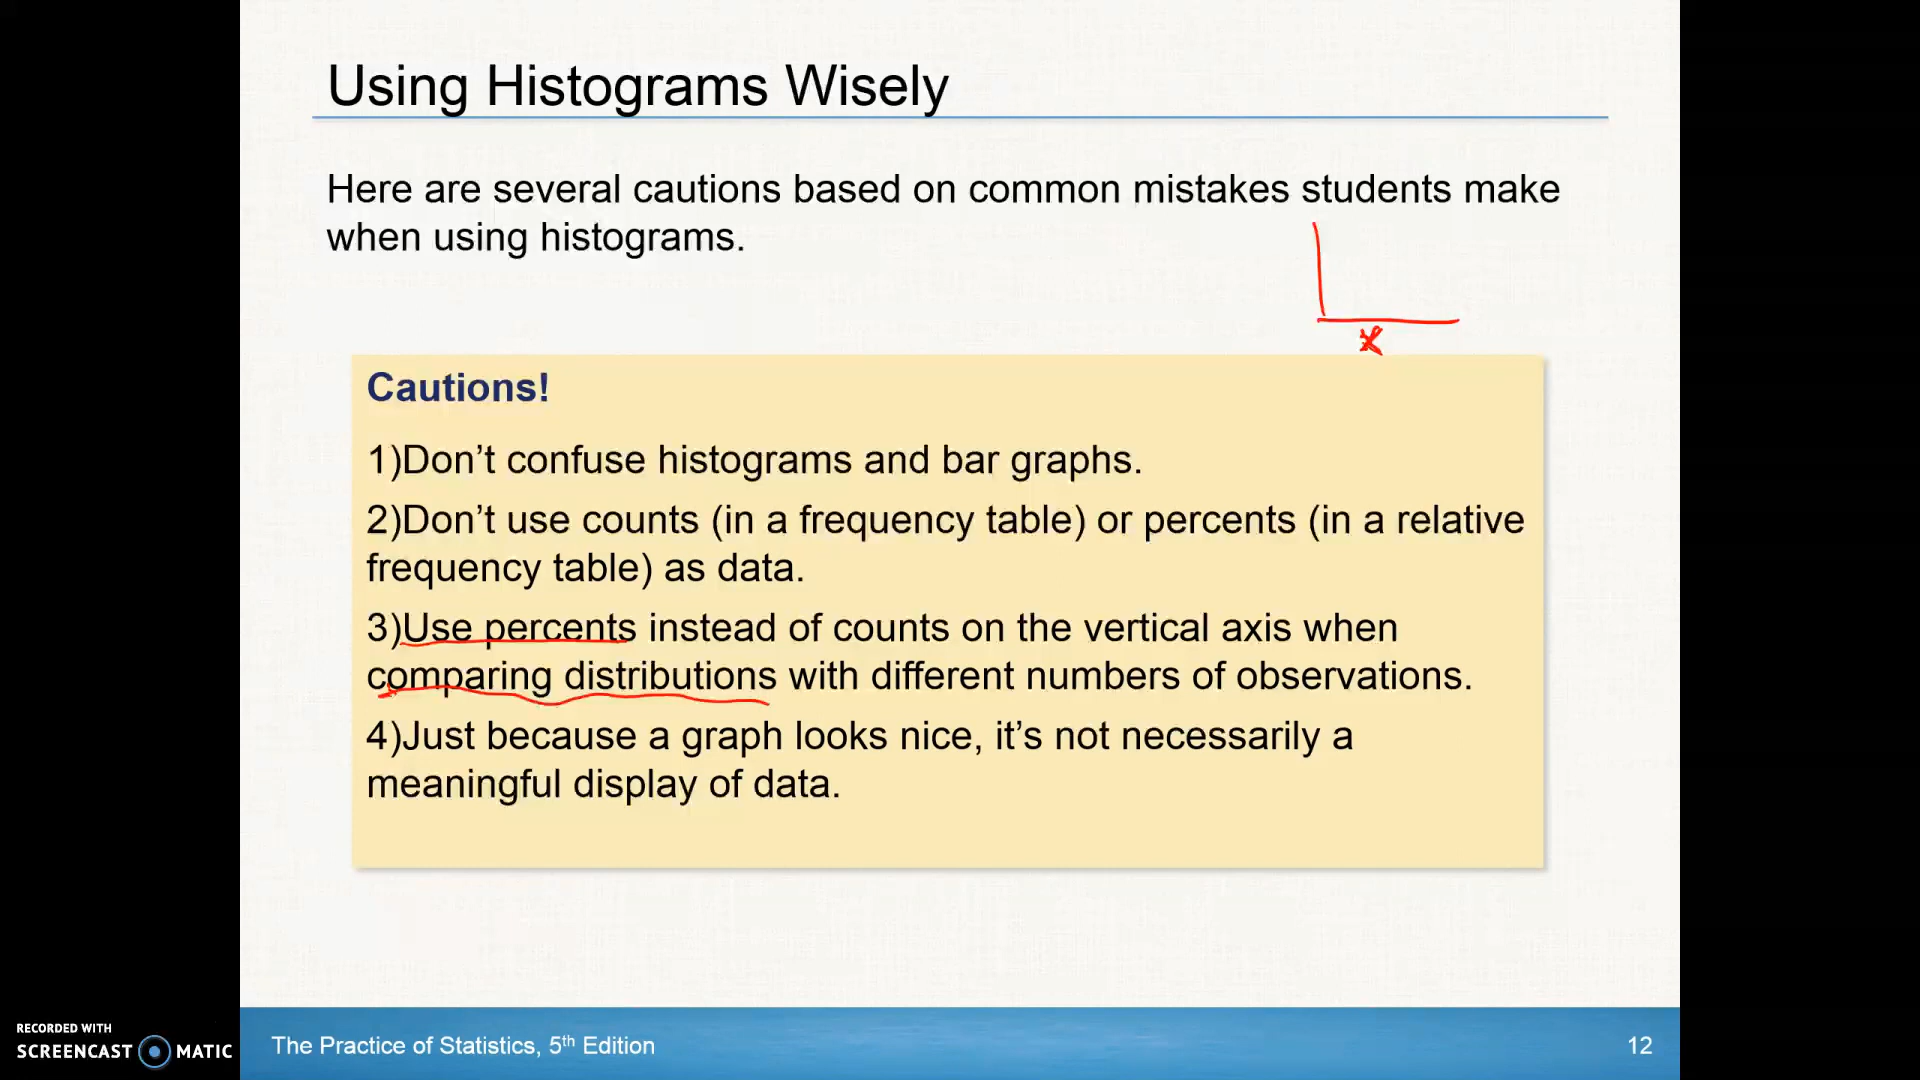 Using Histograms Wisely
Here are several cautions based on common mistakes students make
when using histograms.
x
Cautions!
1)Don’t confuse histograms and bar graphs.
2)Don’t use counts (in a frequency table) or percents (in a relative
frequency table) as data.
3)Use percents instead of counts on the vertical axis when
comparing distributions with different numbers of observations.
4)Just because a graph looks nice, it’s not necessarily a
meaningful display of data.
RECORDED WITH
SCREENCAST MATIC
The Practice of Statistics, 5th Edition
12